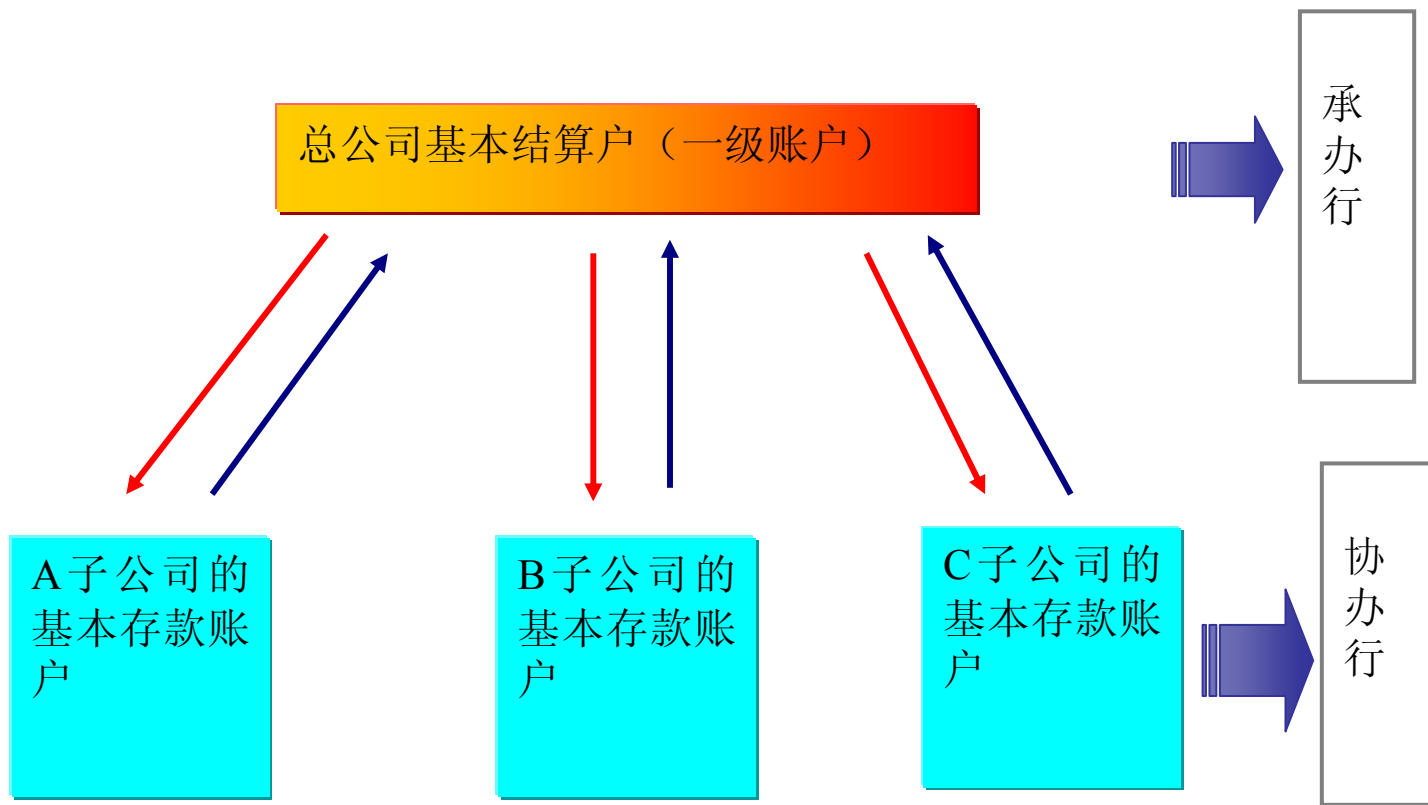 总公司基本结算户（一级账户）
承
办
行
A子公司的
基本存款账
户
B子公司的
基本存款账
户
C子公司的
基本存款账
户
协
办
行